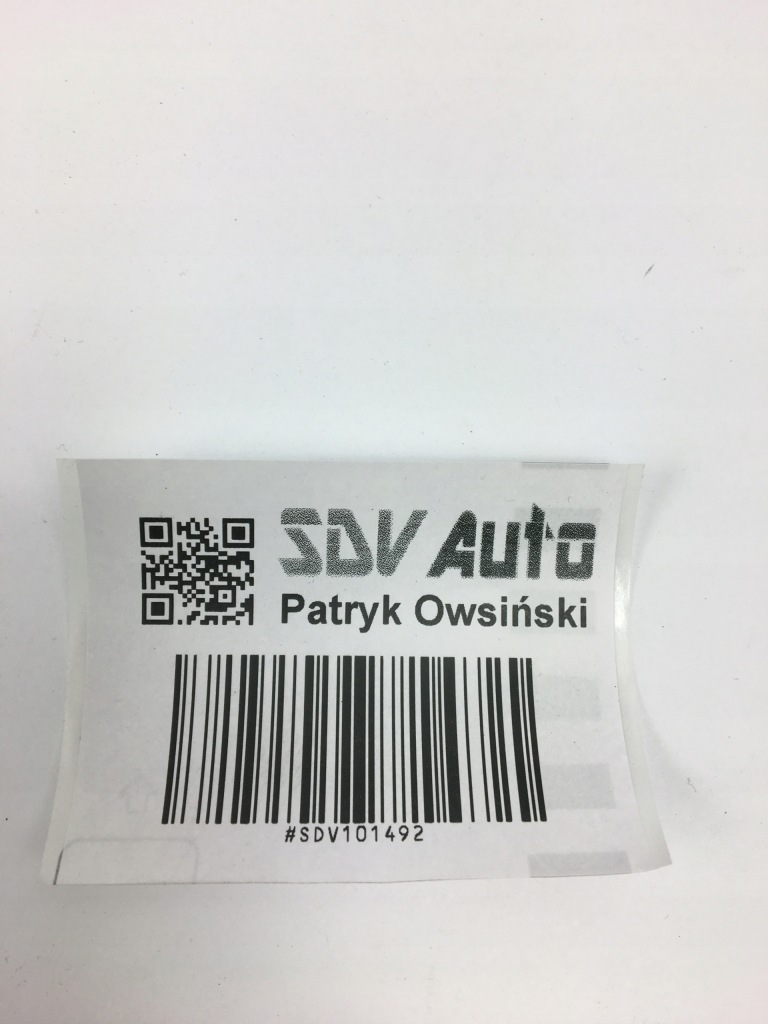 SDV Auto
Patryk Owsiński
#SDV101492